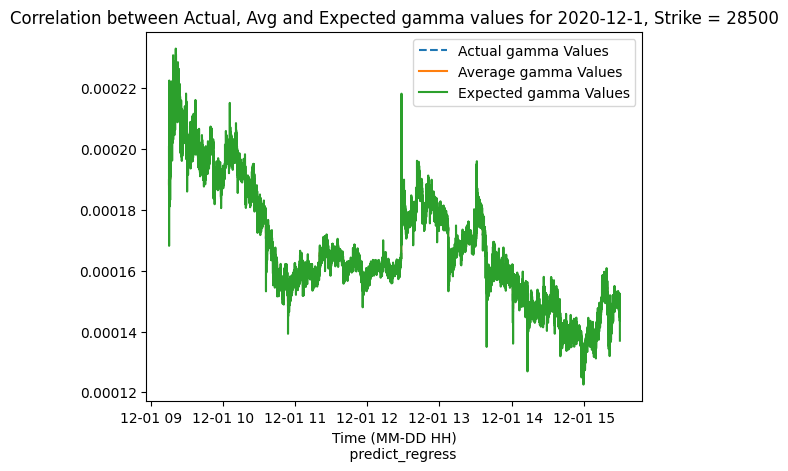 Correlation between Actual, Avg and Expected gamma values for 2020-12-1, Strike = 28500
Actual gamma Values
Average gamma Values
Expected gamma Values
0.00022
0.00020
0.00018
0.00016
0.00014
0.00012
12-01 09 12-01 10 12-01 11 12-01 12 12-01 13 12-01 14 12-01 15
Time (MM-DD HH)
predict_regress